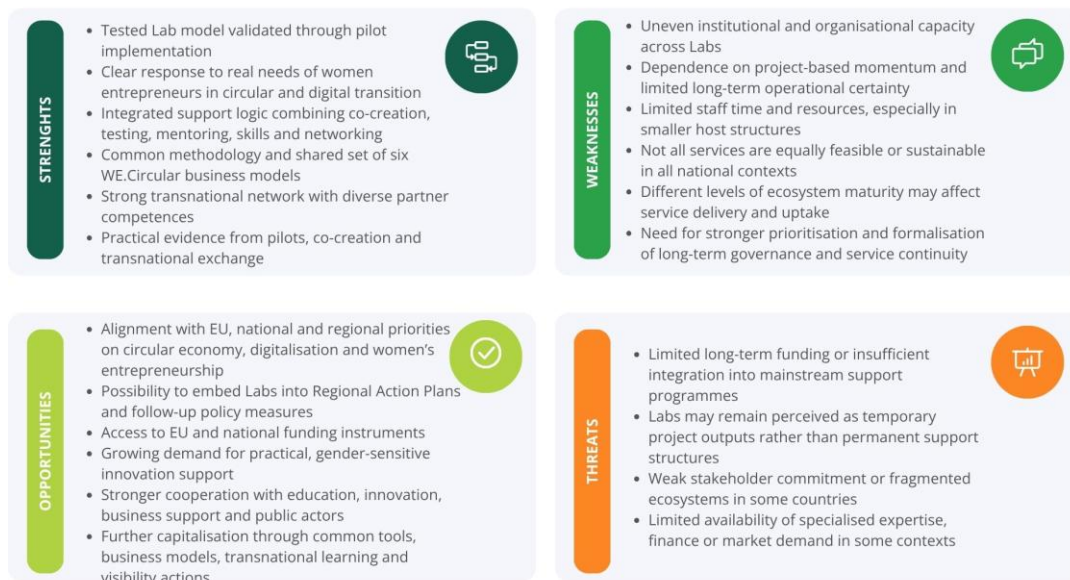 STRENGHTS
• Tested Lab model validated through pilot
implementation
• Clear response to real needs of women
entrepreneurs in circular and digital transition
• Integrated support logic combining co-creation,
testing, mentoring, skills and networking
• Common methodology and shared set of six
WE.Circular business models
• Strong transnational network with diverse partner
competences
• Practical evidence from pilots, co-creation and
transnational exchange
WEAKNESSES
• Uneven institutional and organisational capacity
across Labs
• Dependence on project-based momentum and
limited long-term operational certainty
• Limited staff time and resources, especially in
smaller host structures
• Not all services are equally feasible or sustainable
in all national contexts
• Different levels of ecosystem maturity may affect
service delivery and uptake
• Need for stronger prioritisation and formalisation
of long-term governance and service continuity
OPPORTUNITIES
• Alignment with EU, national and regional priorities
on circular economy, digitalisation and women's
entrepreneurship
• Possibility to embed Labs into Regional Action Plans
and follow-up policy measures
• Access to EU and national funding instruments
• Growing demand for practical, gender-sensitive
innovation support
• Stronger cooperation with education, innovation,
business support and public actors
• Further capitalisation through common tools,
business models, transnational learning and
visibility actions
THREATS
• Limited long-term funding or insufficient
integration into mainstream support
programmes
• Labs may remain perceived as temporary
project outputs rather than permanent support
structures
• Weak stakeholder commitment or fragmented
ecosystems in some countries
• Limited availability of specialised expertise,
finance or market demand in some contexts